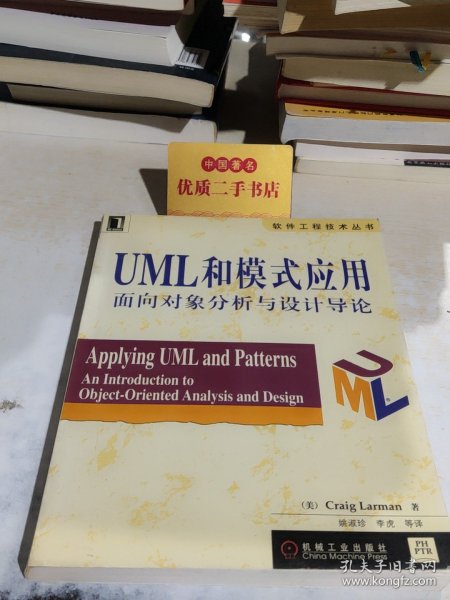 中国著名
优质二手书店
软件工程技术丛书
UML和模式应用
面向对象分析与设计导论
Applying UML and Patterns
An Introduction to
Object-Oriented Analysis and Design
UML
(美) Craig Larman 著
姚淑珍 李虎 等译
机械工业出版社
China Machine Press
PH
PTR
孔夫子旧书网
www.kongfz.com